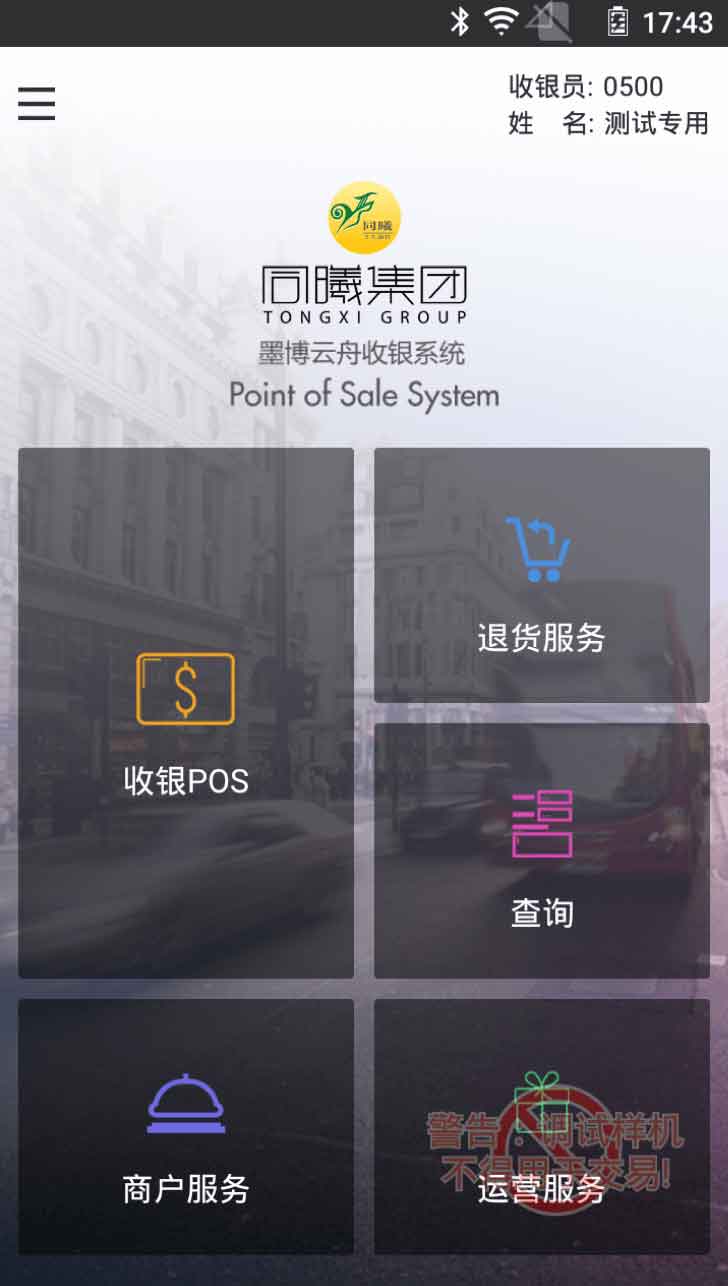 17:43
收银员: 0500
姓 名: 测试专用
同曦
同曦集团
TONGXI GROUP
墨博云舟收银系统
Point of Sale System
收银POS
退货服务
查询
商户服务
运营服务
警告：调试样机
不得用于交易!